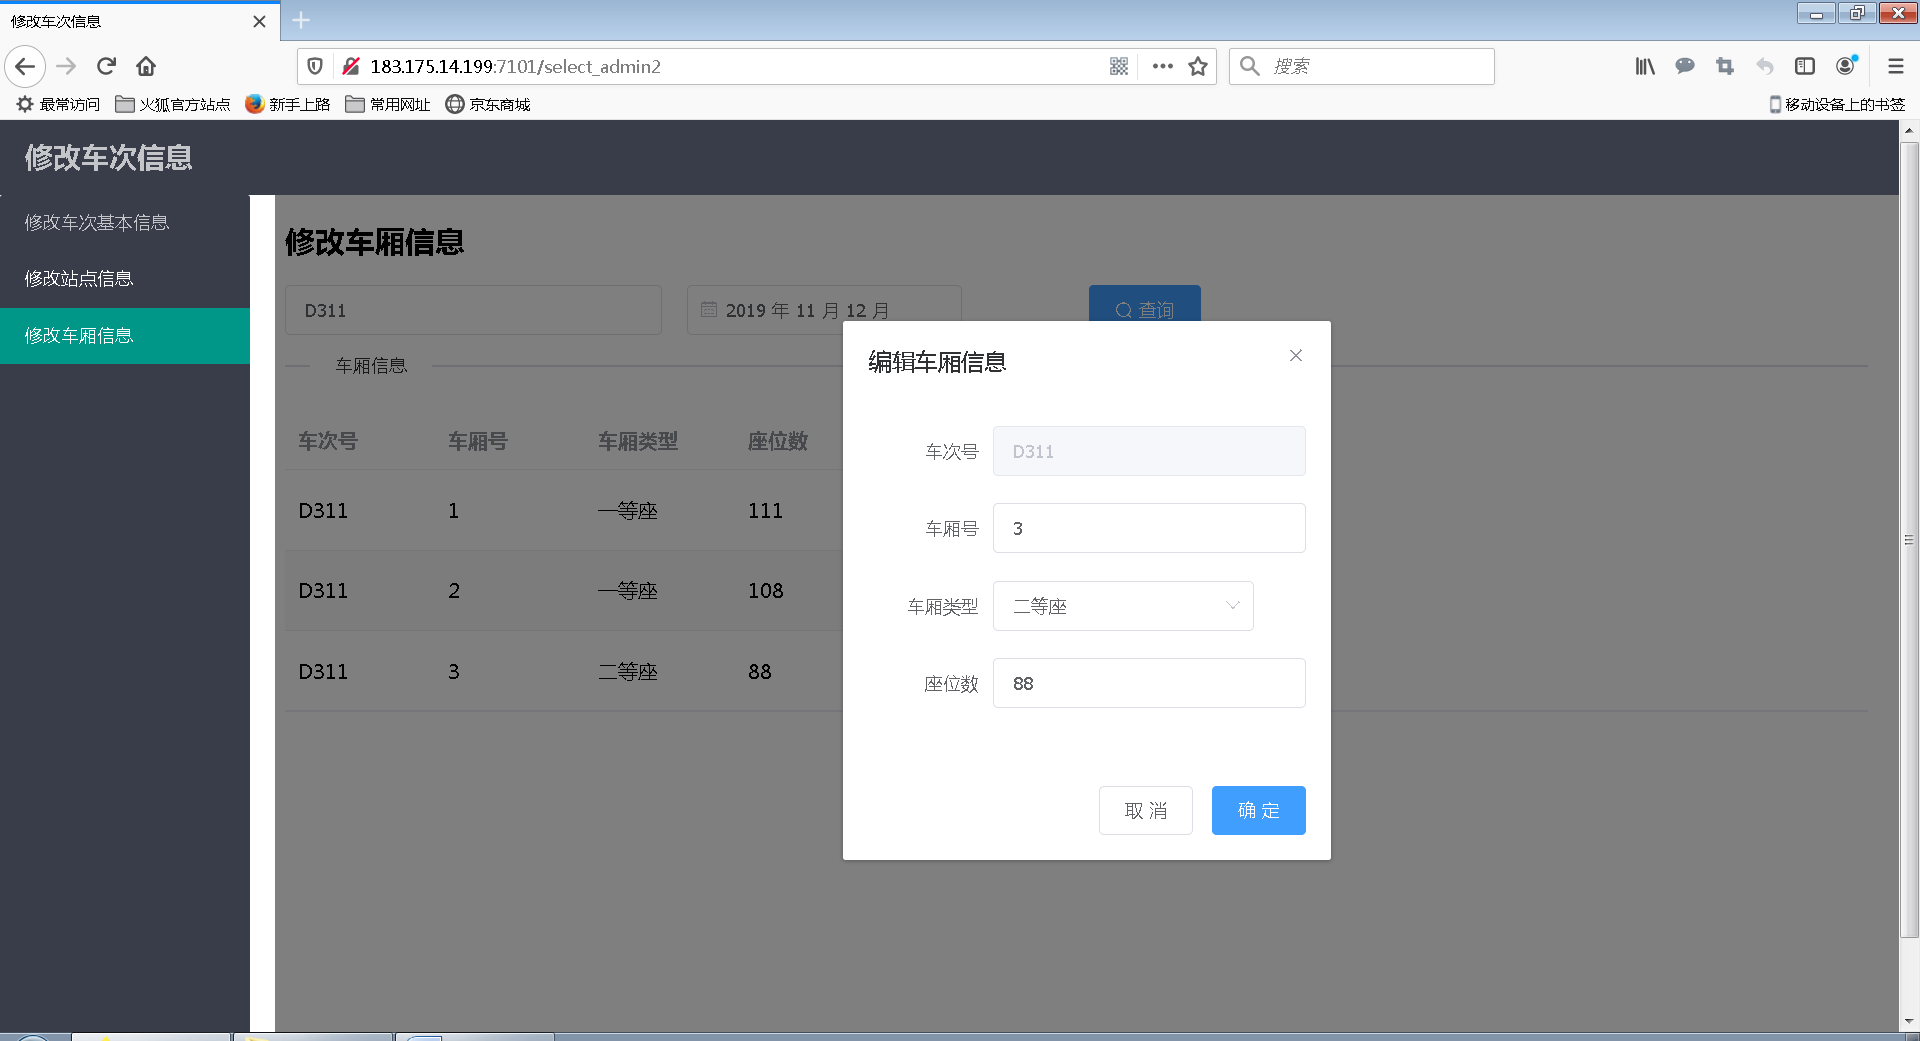 修改车次信息
183.175.14.199:7101/select_admin2
搜索
最常访问 火狐官方站点 新手上路 常用网址 京东商城 移动设备上的书签
修改车次信息
修改车次基本信息
修改站点信息
修改车厢信息
修改车厢信息
D311 2019 年 11 月 12 月 查询
车厢信息
车次号 车厢号 车厢类型 座位数
D311 1 一等座 111
D311 2 一等座 108
D311 3 二等座 88
编辑车厢信息
车次号 D311
车厢号 3
车厢类型 二等座
座位数 88
取 消 确 定